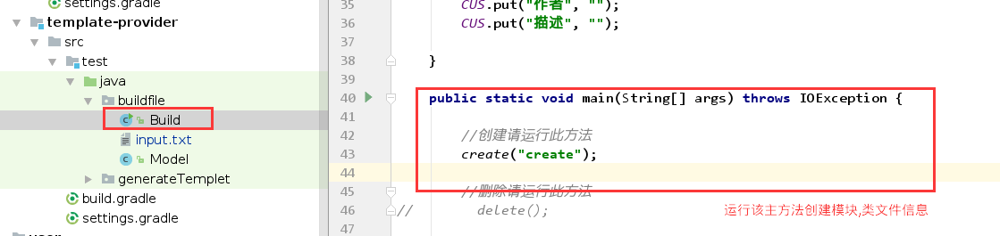 settings.gradle
template-provider
src
test
java
buildfile
Build
input.txt
Model
generateTemplet
build.gradle
settings.gradle
35 CUS.put("作者", "");
36 CUS.put("描述", "");
37
38 }
39
40 public static void main(String[] args) throws IOException {
41
42 //创建请运行此方法
43 create("create");
44
45 //删除请运行此方法
46 // delete();
47
运行该主方法创建模块,类文件信息